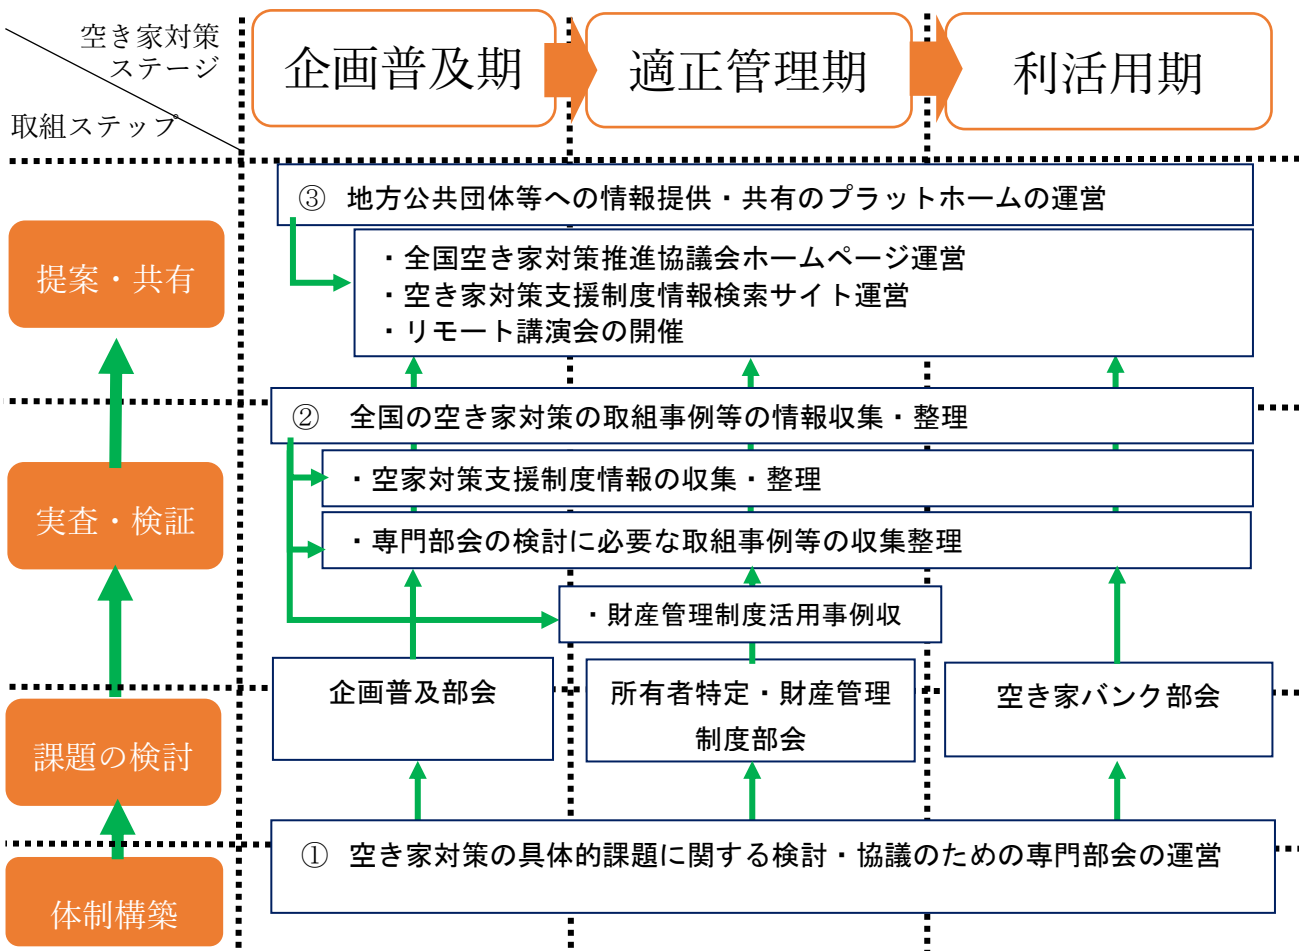 空き家対策
ステージ
取組ステップ
企画普及期
適正管理期
利活用期
提案・共有
③ 地方公共団体等への情報提供・共有のプラットホームの運営
・全国空き家対策推進協議会ホームページ運営
・空き家対策支援制度情報検索サイト運営
・リモート講演会の開催
実査・検証
② 全国の空き家対策の取組事例等の情報収集・整理
・空家対策支援制度情報の収集・整理
・専門部会の検討に必要な取組事例等の収集整理
・財産管理制度活用事例収
課題の検討
企画普及部会
所有者特定・財産管理
制度部会
空き家バンク部会
体制構築
① 空き家対策の具体的課題に関する検討・協議のための専門部会の運営